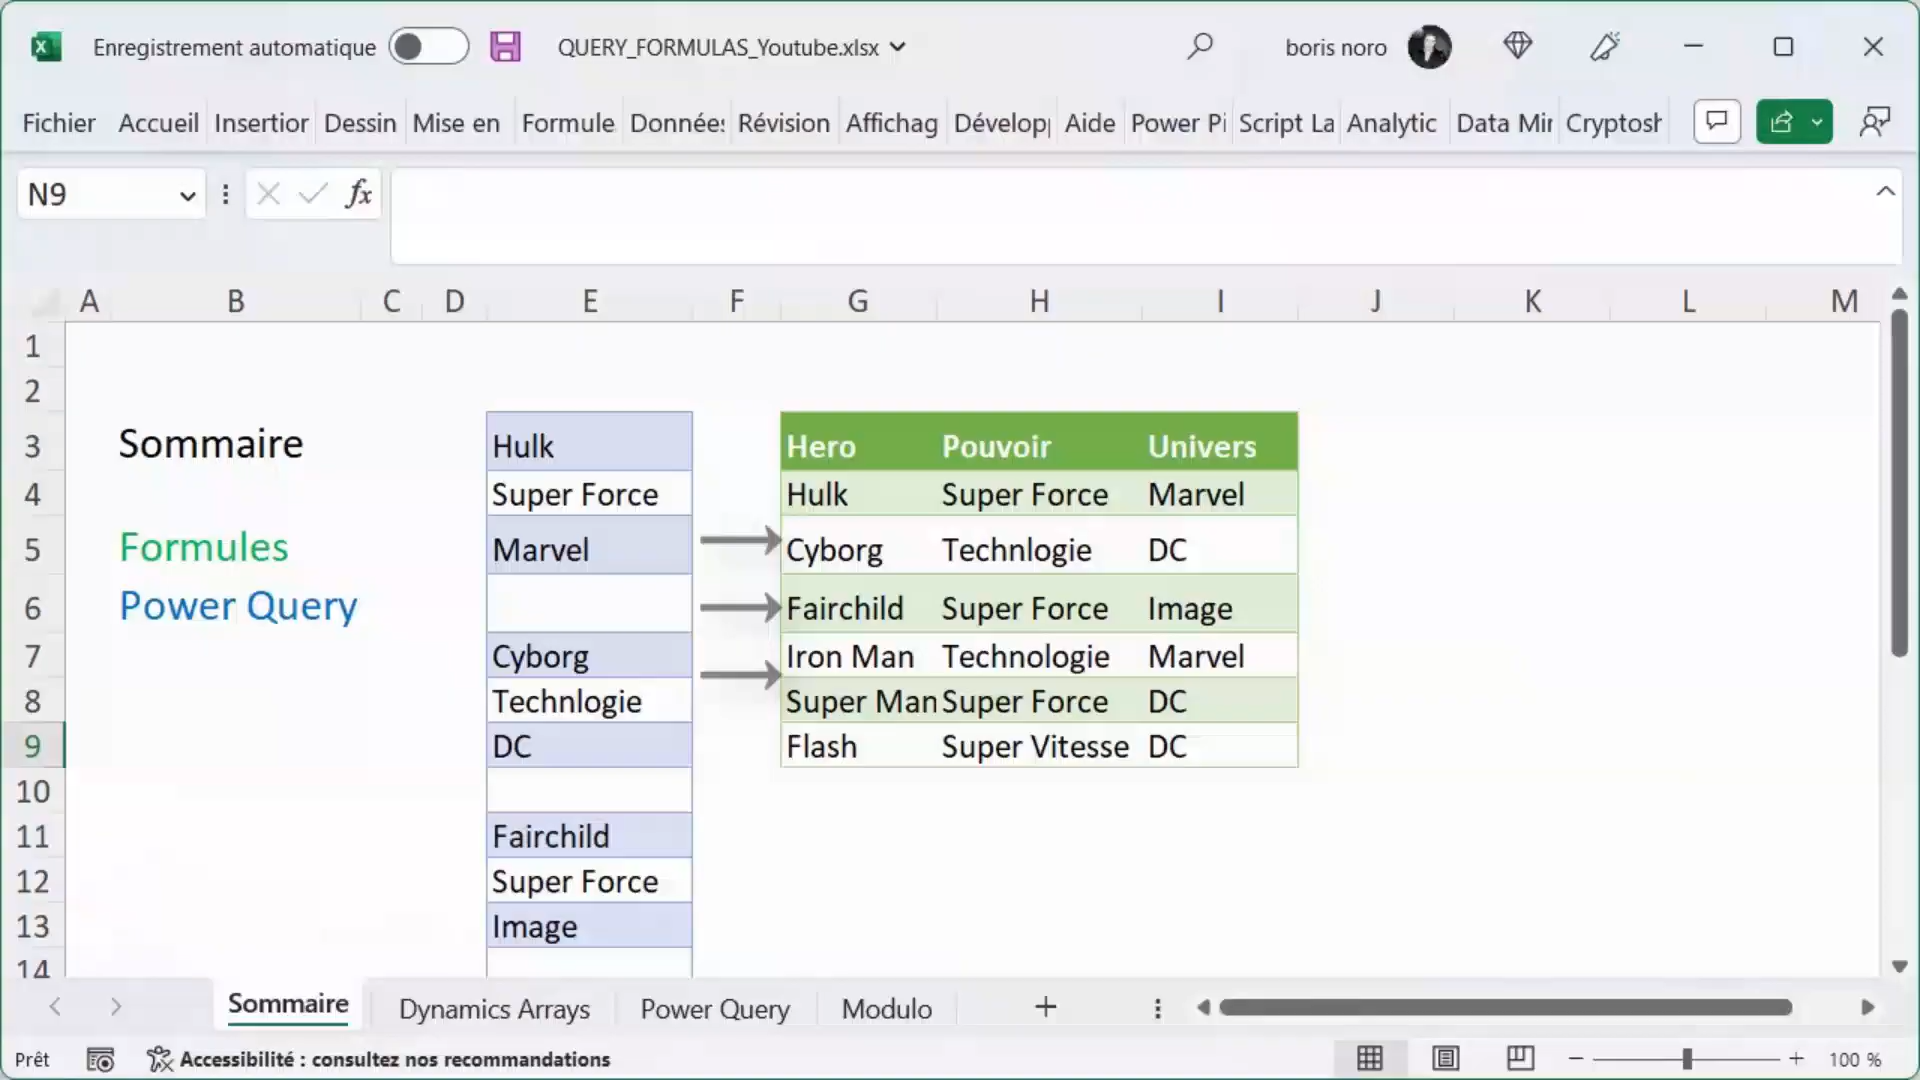 Enregistrement automatique QUERY_FORMULAS_Youtube.xlsx boris noro
Fichier Accueil Insertior Dessin Mise en Formule Donnée: Révision Affichag Dévelop Aide Power Pi Script La Analytic Data Mir Cryptosh
N9 fx
A B C D E F G H I J K L M
1
2
3 Sommaire Hulk Hero Pouvoir Univers
4 Super Force Hulk Super Force Marvel
5 Formules Marvel Cyborg Technlogie DC
6 Power Query Fairchild Super Force Image
7 Cyborg Iron Man Technologie Marvel
8 Technlogie Super Man Super Force DC
9 DC Flash Super Vitesse DC
10
11 Fairchild
12 Super Force
13 Image
14
Sommaire Dynamics Arrays Power Query Modulo
Prêt Accessibilité : consultez nos recommandations 100 %